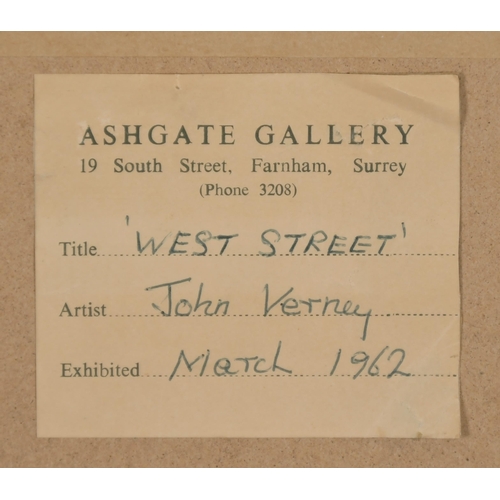 ASHGATE GALLERY
19 South Street, Farnham, Surrey
(Phone 3208)
Title 'WEST STREET'
Artist John Verney
Exhibited March 1962